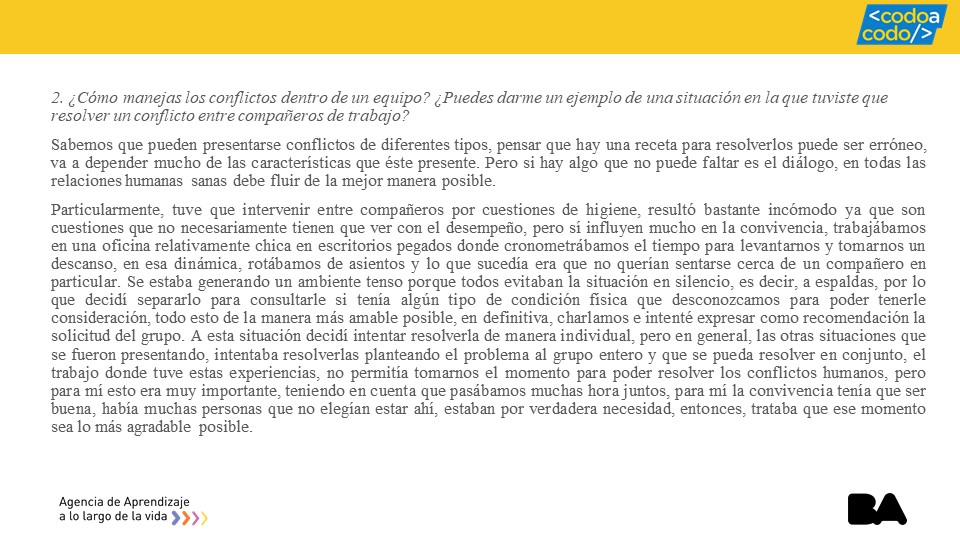 <codoa
codo/>
2. ¿Cómo manejas los conflictos dentro de un equipo? ¿Puedes darme un ejemplo de una situación en la que tuviste que
resolver un conflicto entre compañeros de trabajo?
Sabemos que pueden presentarse conflictos de diferentes tipos, pensar que hay una receta para resolverlos puede ser erróneo,
va a depender mucho de las características que éste presente. Pero si hay algo que no puede faltar es el diálogo, en todas las
relaciones humanas sanas debe fluir de la mejor manera posible.
Particularmente, tuve que intervenir entre compañeros por cuestiones de higiene, resultó bastante incómodo ya que son
cuestiones que no necesariamente tienen que ver con el desempeño, pero sí influyen mucho en la convivencia, trabajábamos
en una oficina relativamente chica en escritorios pegados donde cronometrábamos el tiempo para levantarnos y tomarnos un
descanso, en esa dinámica, rotábamos de asientos y lo que sucedía era que no querían sentarse cerca de un compañero en
particular. Se estaba generando un ambiente tenso porque todos evitaban la situación en silencio, es decir, a espaldas, por lo
que decidí separarlo para consultarle si tenía algún tipo de condición física que desconozcamos para poder tenerle
consideración, todo esto de la manera más amable posible, en definitiva, charlamos e intenté expresar como recomendación la
solicitud del grupo. A esta situación decidí intentar resolverla de manera individual, pero en general, las otras situaciones que
se fueron presentando, intentaba resolverlas planteando el problema al grupo entero y que se pueda resolver en conjunto, el
trabajo donde tuve estas experiencias, no permitía tomarnos el momento para poder resolver los conflictos humanos, pero
para mí esto era muy importante, teniendo en cuenta que pasábamos muchas hora juntos, para mí la convivencia tenía que ser
buena, había muchas personas que no elegían estar ahí, estaban por verdadera necesidad, entonces, trataba que ese momento
sea lo más agradable posible.
Agencia de Aprendizaje
a lo largo de la vida
BA